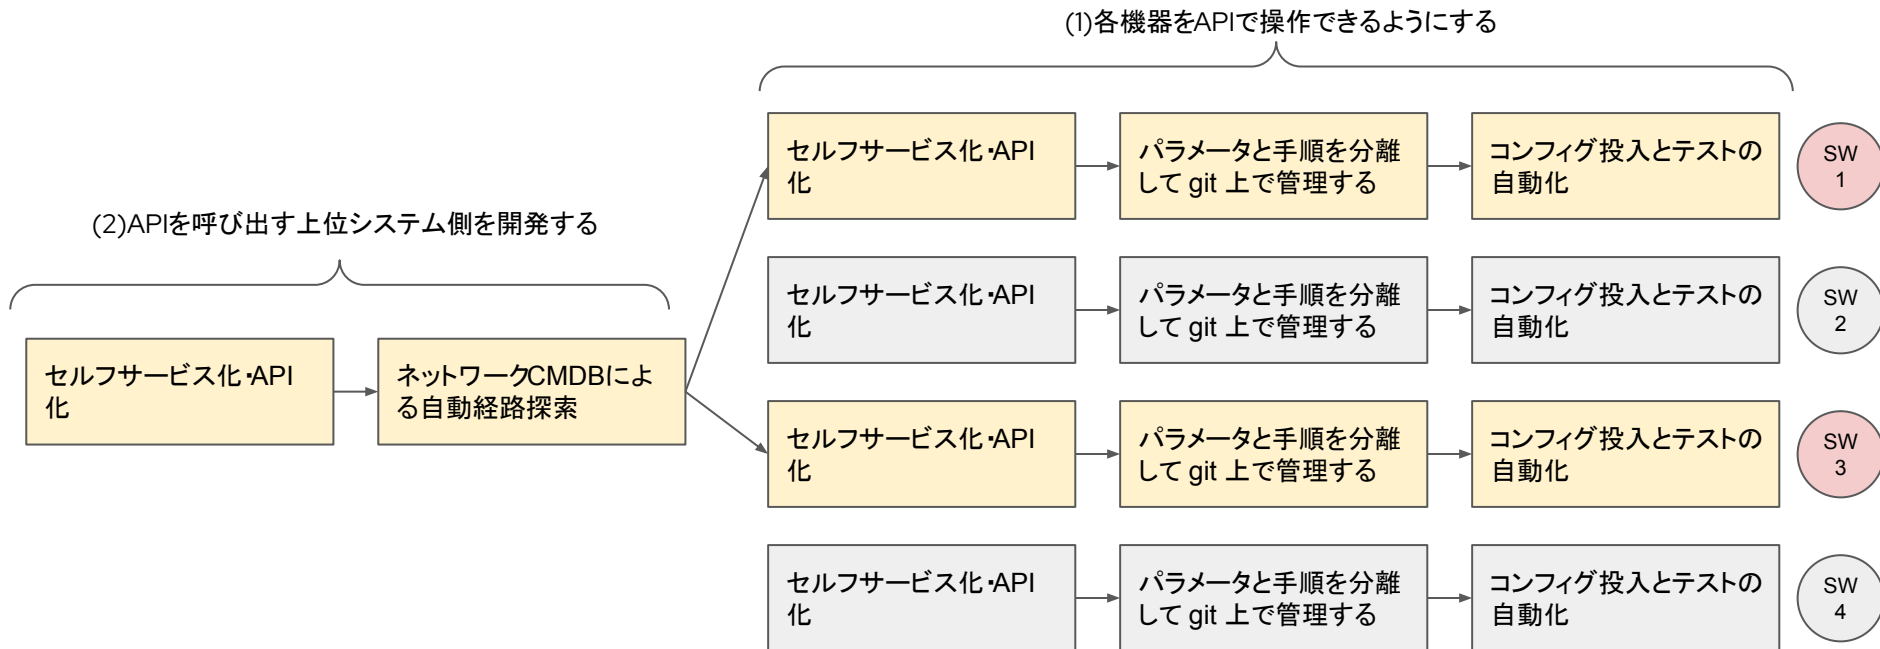 (1)各機器をAPIで操作できるようにする
セルフサービス化・API
化
パラメータと手順を分離
して git 上で管理する
コンフィグ投入とテストの
自動化
SW
1
(2)APIを呼び出す上位システム側を開発する
セルフサービス化・API
化
パラメータと手順を分離
して git 上で管理する
コンフィグ投入とテストの
自動化
SW
2
セルフサービス化・API
化
ネットワークCMDBによ
る自動経路探索
セルフサービス化・API
化
パラメータと手順を分離
して git 上で管理する
コンフィグ投入とテストの
自動化
SW
3
セルフサービス化・API
化
パラメータと手順を分離
して git 上で管理する
コンフィグ投入とテストの
自動化
SW
4